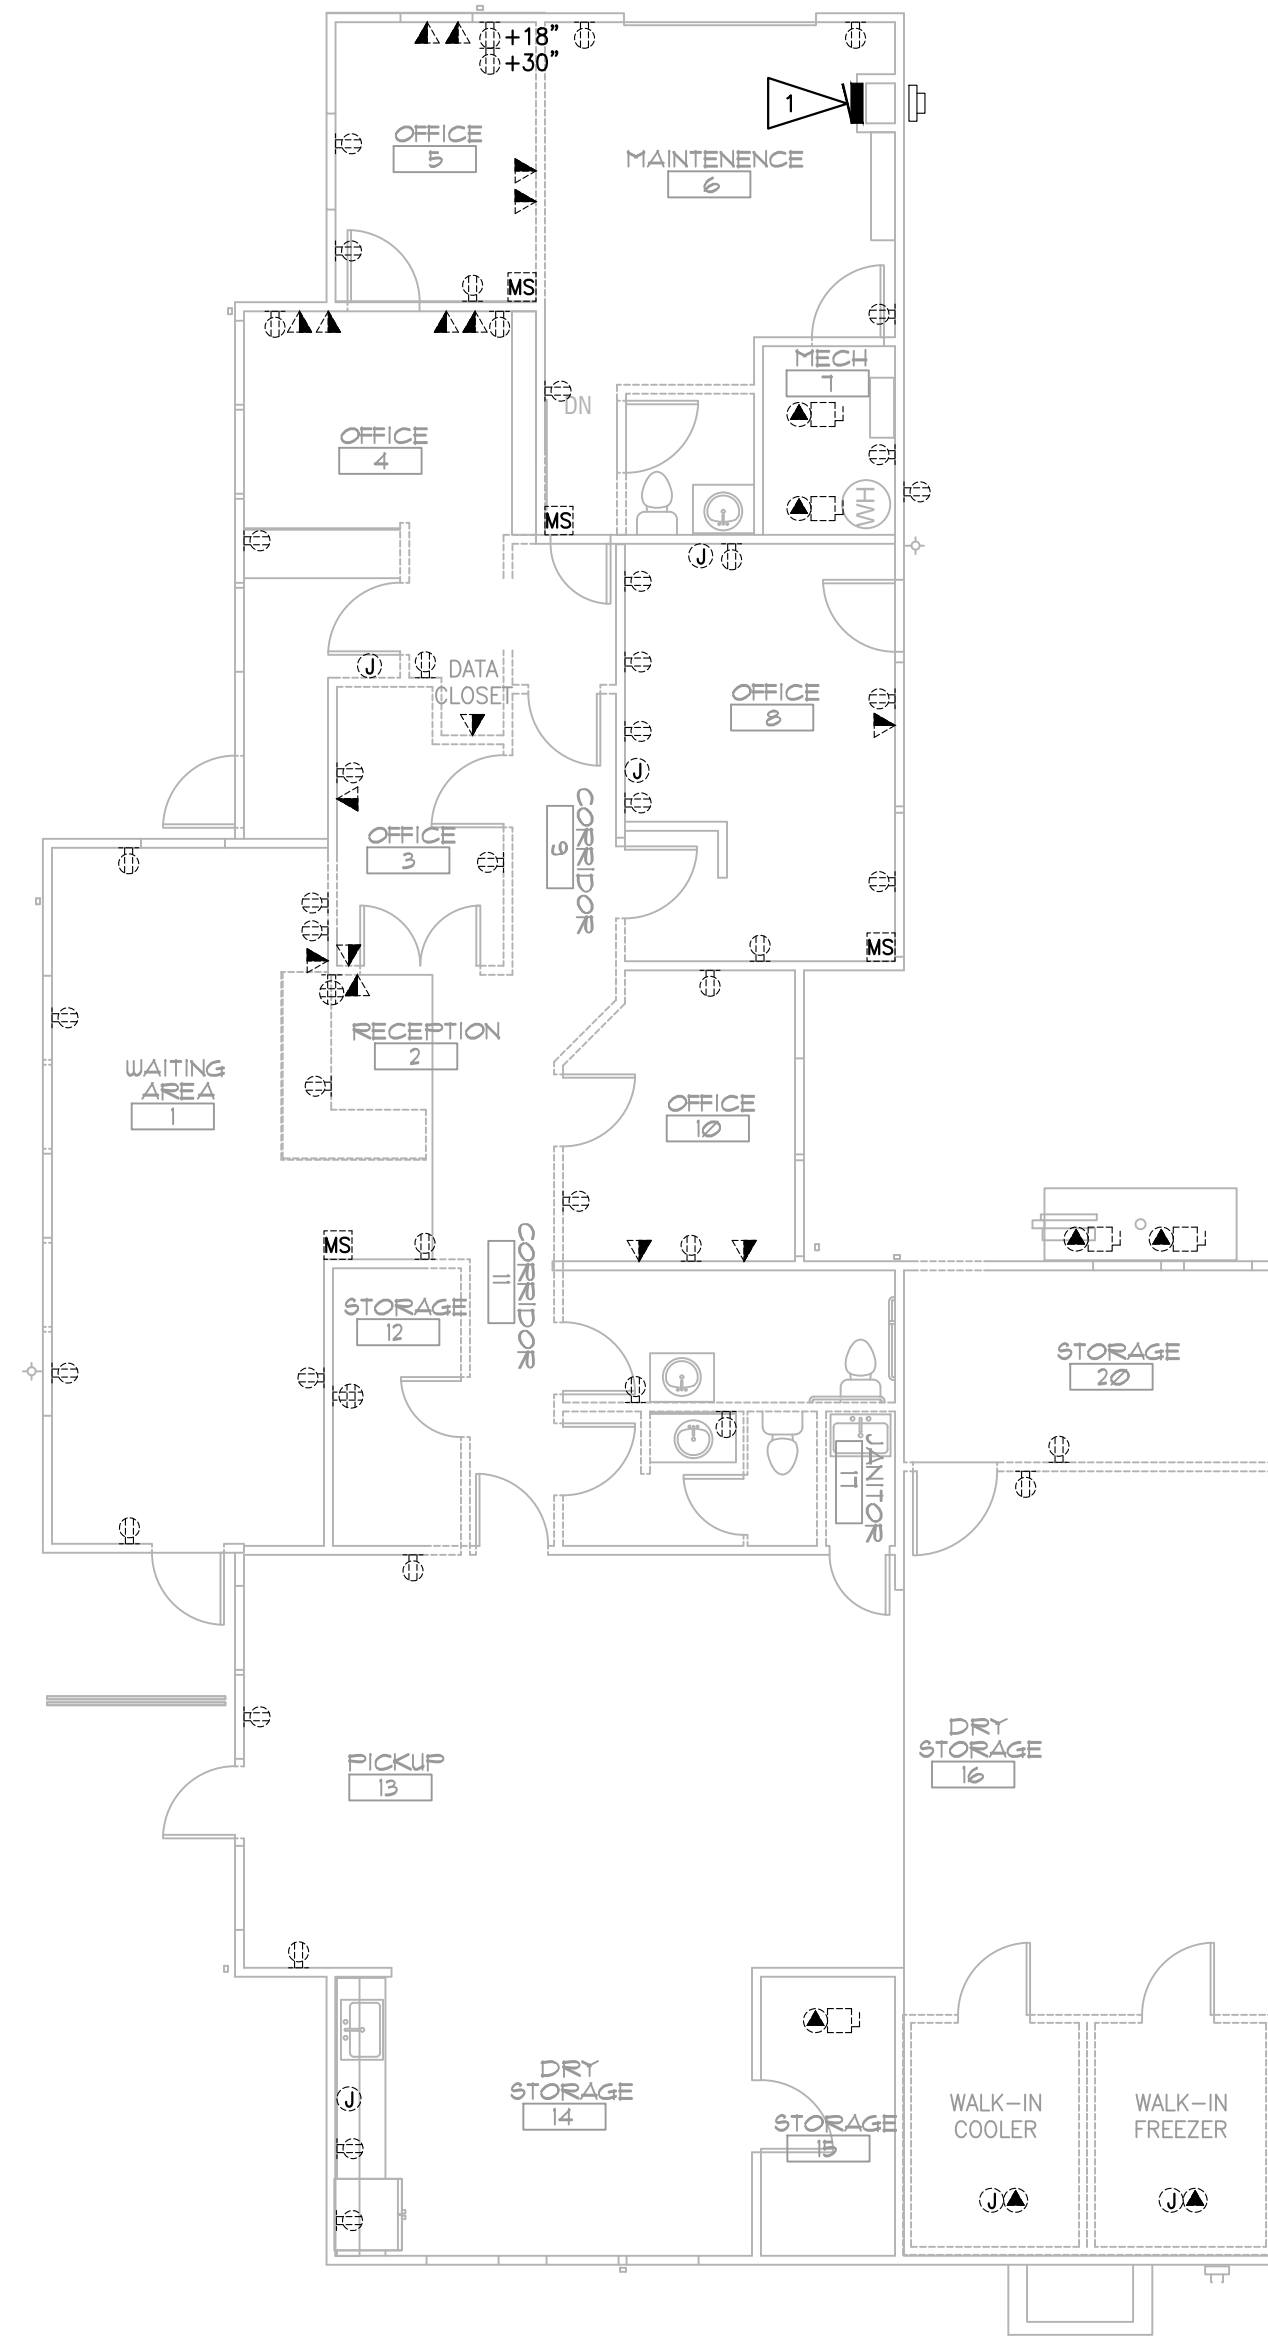 +18"
+30"
1
OFFICE
5
MAINTENENCE
6
MS
MECH
7
DN
OFFICE
4
WH
MS
J
J
DATA
CLOSET
OFFICE
8
J
CORRIDOR
9
OFFICE
3
MS
RECEPTION
2
WAITING
AREA
1
OFFICE
10
MS
CORRIDOR
11
STORAGE
12
STORAGE
20
JANITOR
17
DRY
STORAGE
16
PICKUP
13
DRY
STORAGE
14
J
STORAGE
15
WALK-IN
COOLER
WALK-IN
FREEZER
J
J